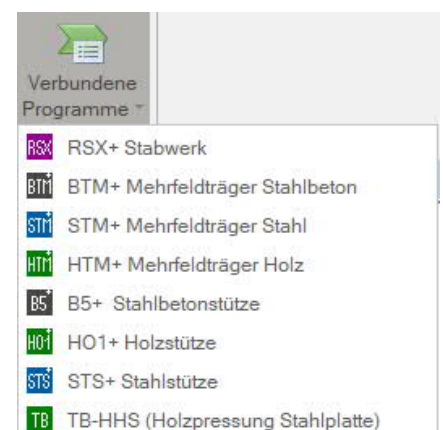 Verbundene
Programme
RSX RSX+ Stabwerk
BTM BTM+ Mehrfeldträger Stahlbeton
STM STM+ Mehrfeldträger Stahl
HTM HTM+ Mehrfeldträger Holz
B5+ B5+ Stahlbetonstütze
HO1 HO1+ Holzstütze
STS STS+ Stahlstütze
TB TB-HHS (Holzpressung Stahlplatte)